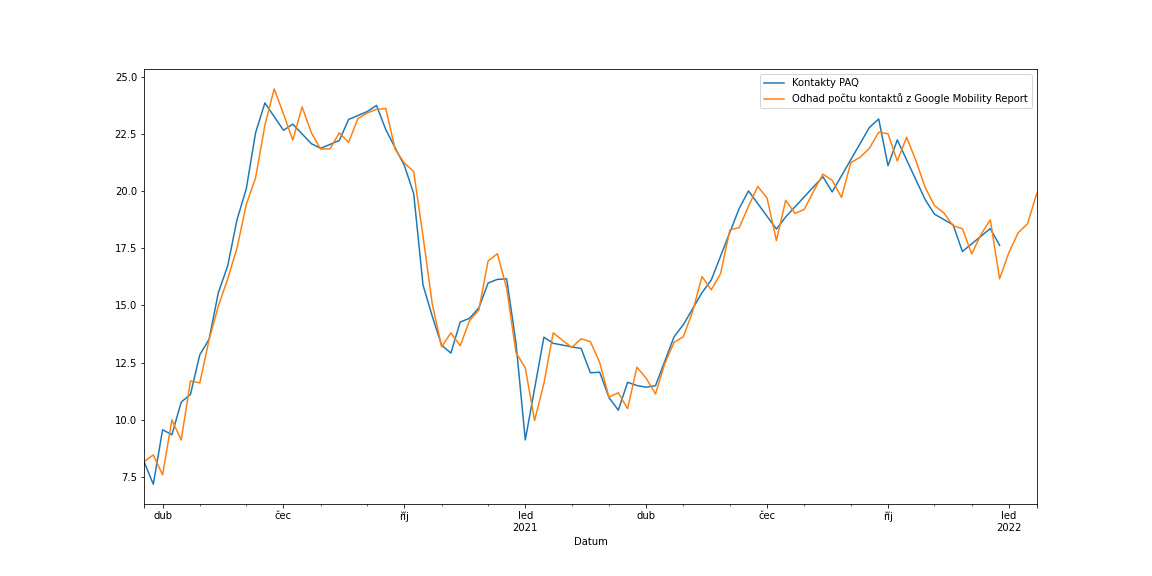 Kontakty PAQ
Odhad počtu kontaktů z Google Mobility Report
25.0
22.5
20.0
17.5
15.0
12.5
10.0
7.5
dub čec říj led dub čec říj led
2021 2022
Datum